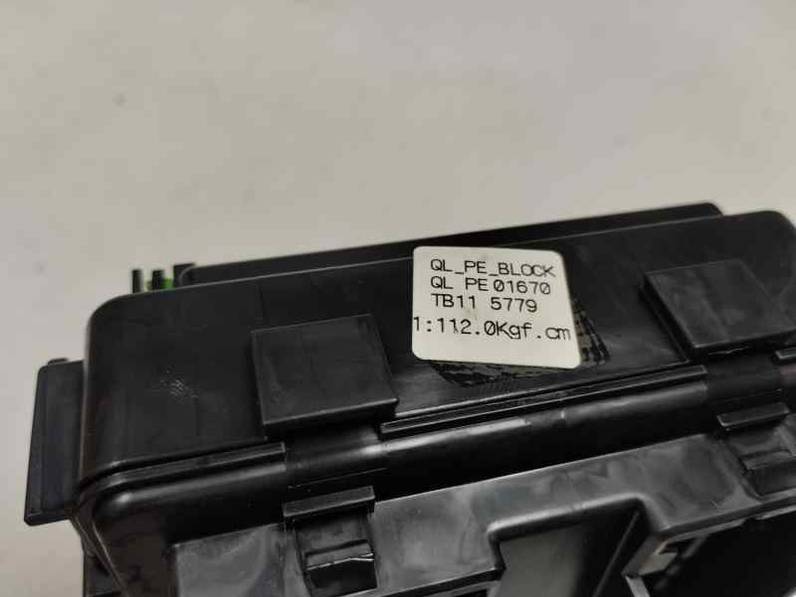 QL_PE_BLOCK
QL PE 01670
TB11 5779
1:112.0Kgf.cm